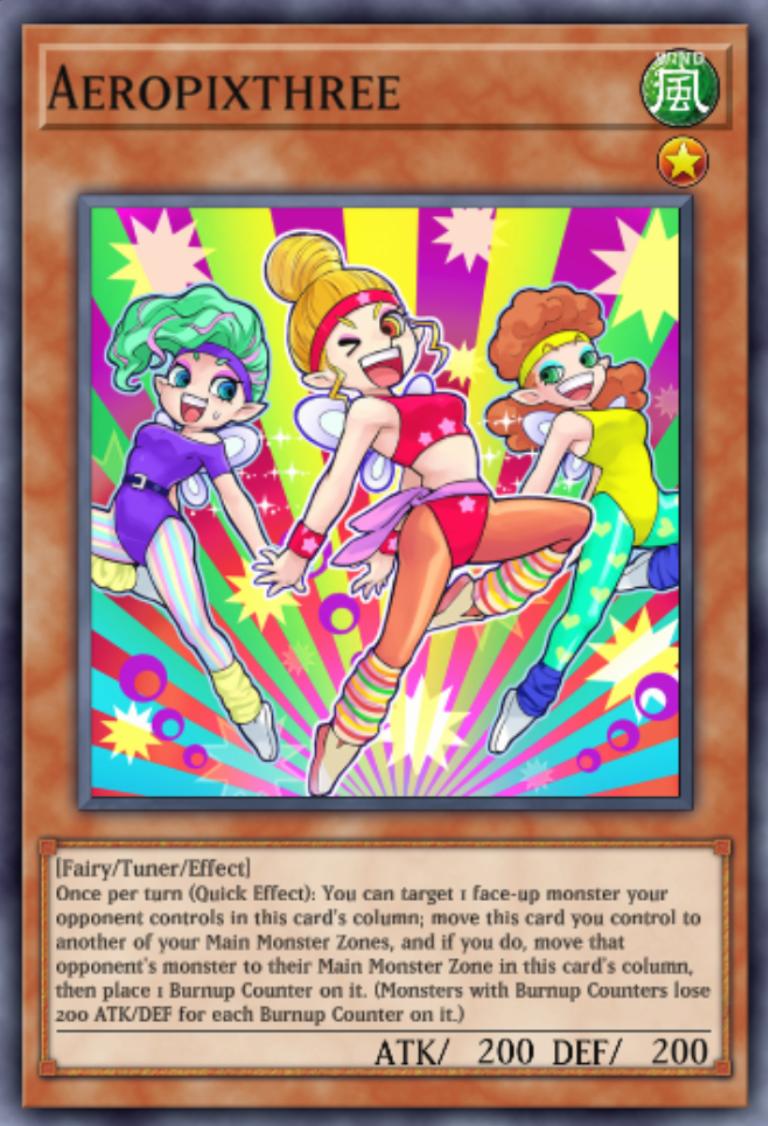 AEROPIXTHREE
WIND
風
[Fairy/Tuner/Effect]
Once per turn (Quick Effect): You can target 1 face-up monster your
opponent controls in this card's column; move this card you control to
another of your Main Monster Zones, and if you do, move that
opponent's monster to their Main Monster Zone in this card's column,
then place 1 Burnup Counter on it. (Monsters with Burnup Counters lose
200 ATK/DEF for each Burnup Counter on it.)
ATK/ 200 DEF/ 200